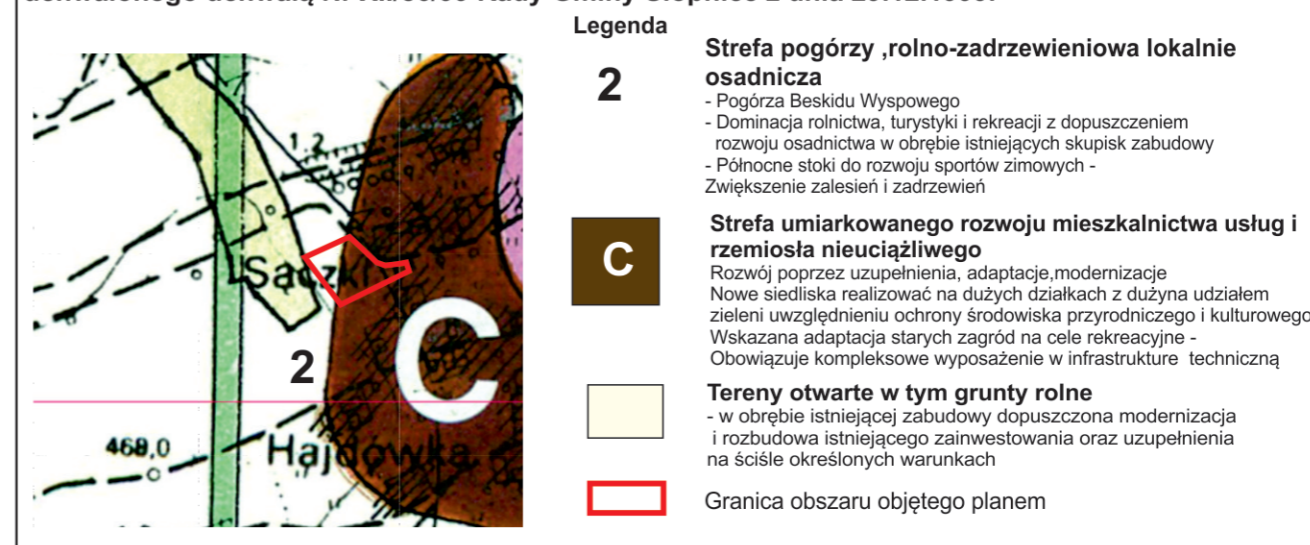 Legenda
2
Strefa pogórzy ,rolno-zadrzewieniowa lokalnie
osadnicza
- Pogórza Beskidu Wyspowego
- Dominacja rolnictwa, turystyki i rekreacji z dopuszczeniem
rozwoju osadnictwa w obrębie istniejących skupisk zabudowy
- Północne stoki do rozwoju sportów zimowych -
Zwiększenie zalesień i zadrzewień
C
Strefa umiarkowanego rozwoju mieszkalnictwa usług i
rzemiosła nieuciążliwego
Rozwój poprzez uzupełnienia, adaptacje,modernizacje
Nowe siedliska realizować na dużych działkach z dużyna udziałem
zieleni uwzględnieniu ochrony środowiska przyrodniczego i kulturowego
Wskazana adaptacja starych zagród na cele rekreacyjne -
Obowiązuje kompleksowe wyposażenie w infrastrukture techniczną
Tereny otwarte w tym grunty rolne
- w obrębie istniejącej zabudowy dopuszczona modernizacja
i rozbudowa istniejącego zainwestowania oraz uzupełnienia
na ściśle określonych warunkach
Granica obszaru objętego planem
1.2
Sączki
2
C
468,0
Hajdówka